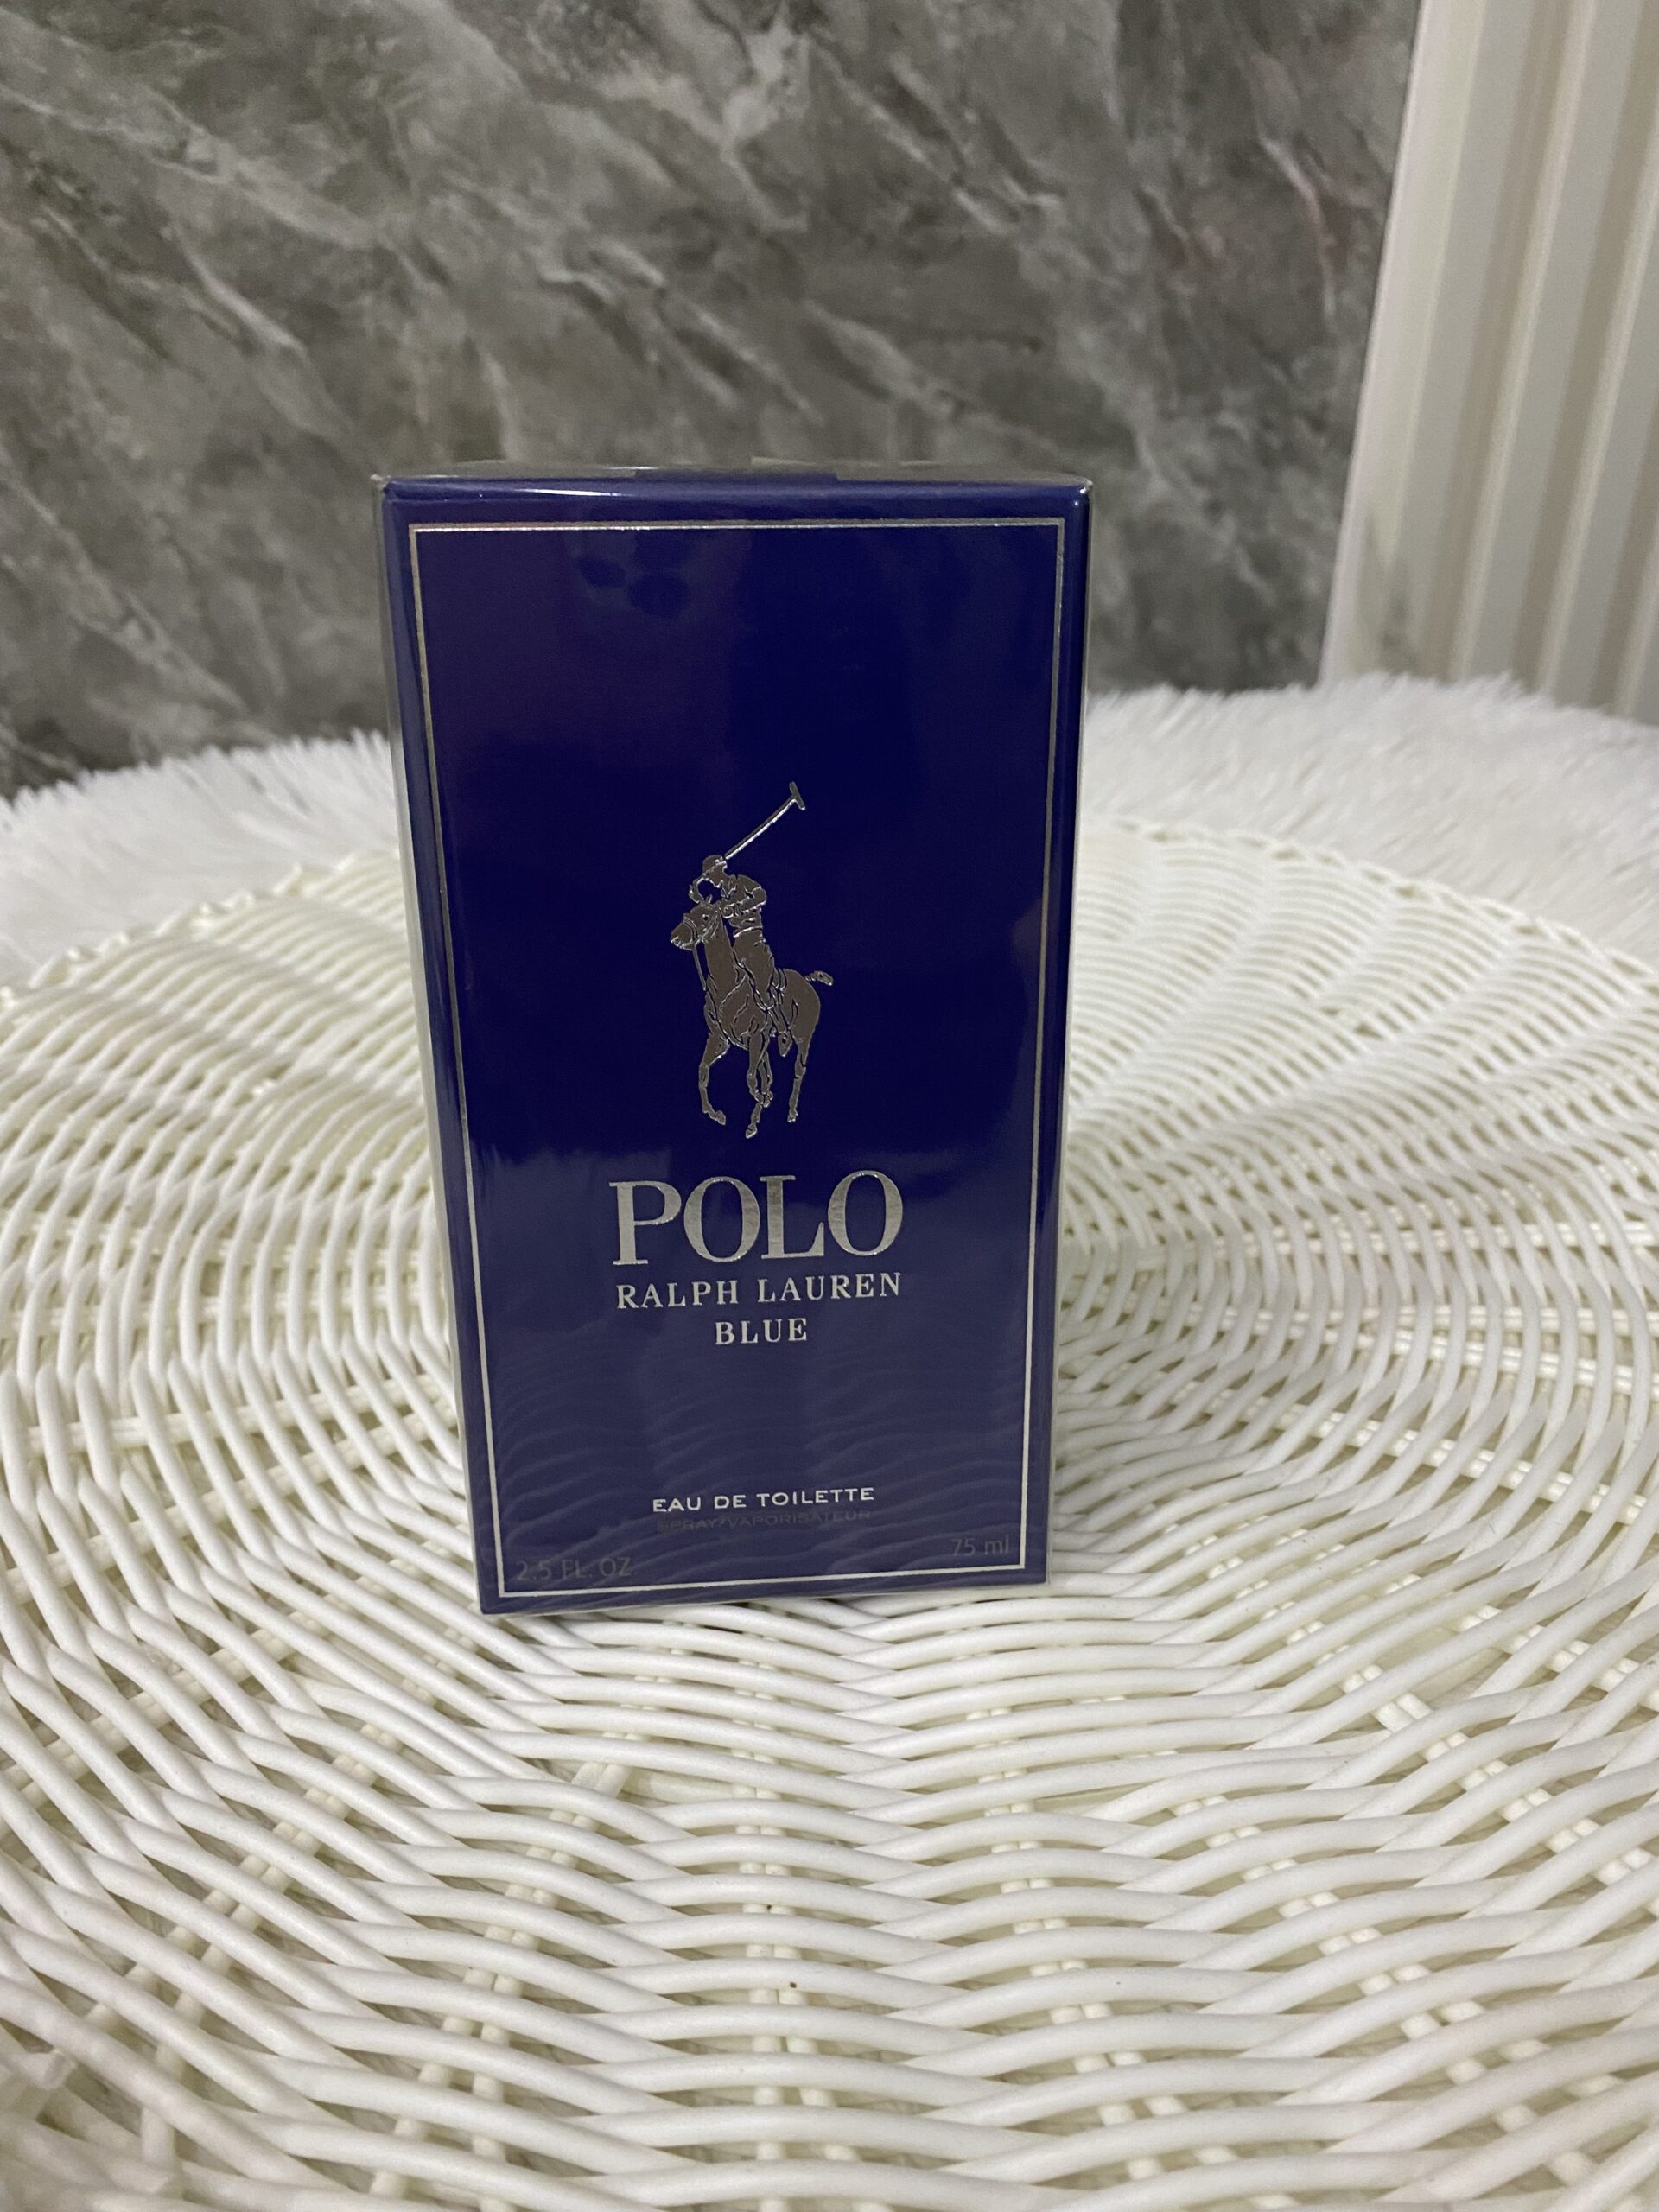 POLO
RALPH LAUREN
BLUE
EAU DE TOILETTE
SPRAY/VAPORISATEUR
2.5 FL. OZ. 75 ml